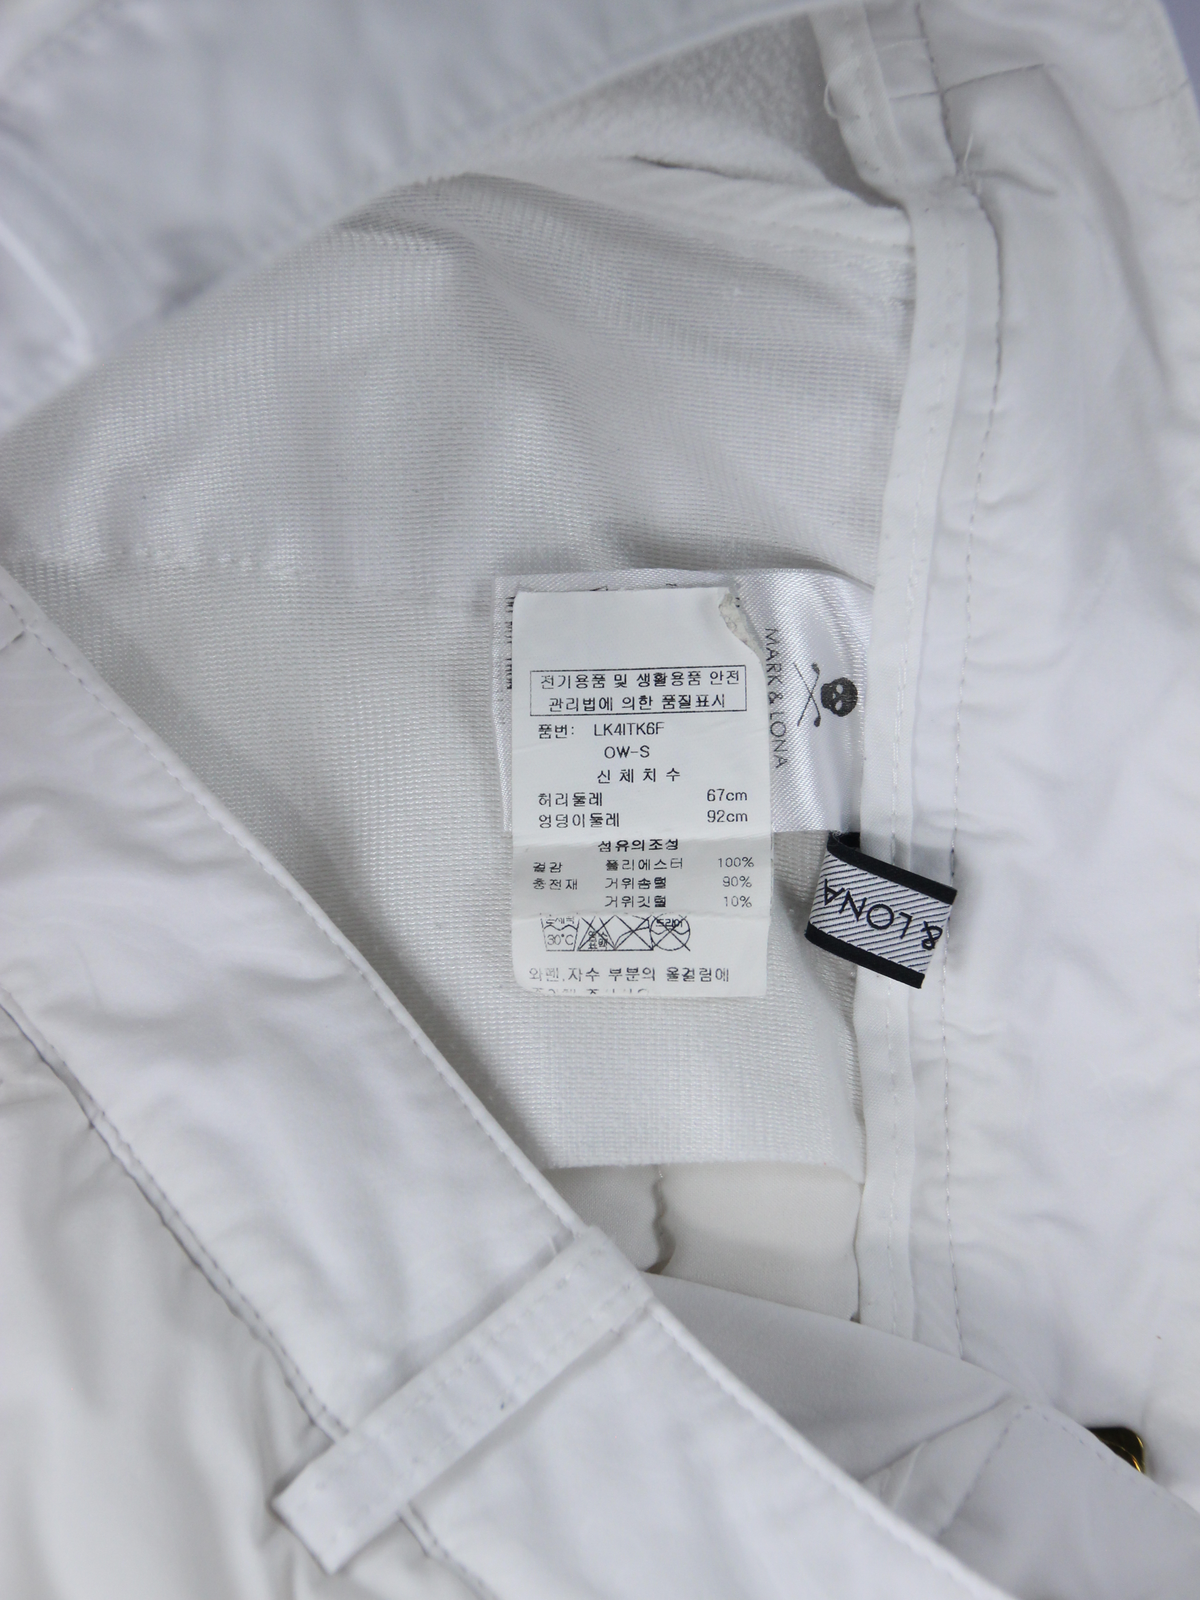 전기용품 및 생활용품 안전
관리법에 의한 품질표시
품번: LK4ITK6F
OW-S
신체치수
허리둘레 67cm
엉덩이둘레 92cm
섬유의조성
겉감 폴리에스터 100%
충전재 거위솜털 90%
거위깃털 10%
30°C
와펜,자수 부분의 올걸림에
MARK & LONA
& LONA